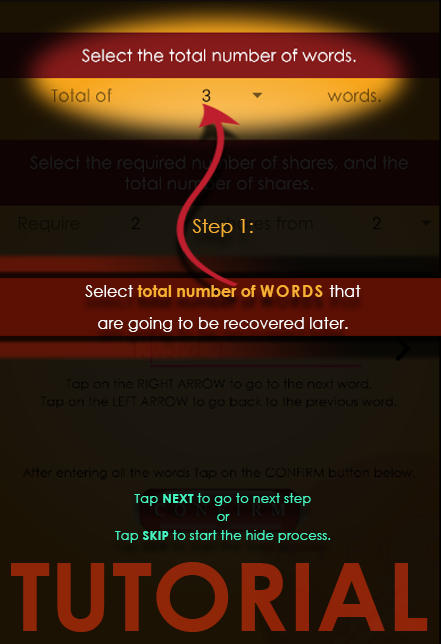 Select the total number of words.
Total of 3 words.
Select the required number of shares, and the
total number of shares.
Require 2 shares from 2
Step 1:
Select total number of WORDS that
are going to be recovered later.
Tap on the RIGHT ARROW to go to the next word.
Tap on the LEFT ARROW to go back to the previous word.
After entering all the words Tap on the CONFIRM button below.
Tap NEXT to go to next step
CONFIRM
or
Tap SKIP to start the hide process.
TUTORIAL